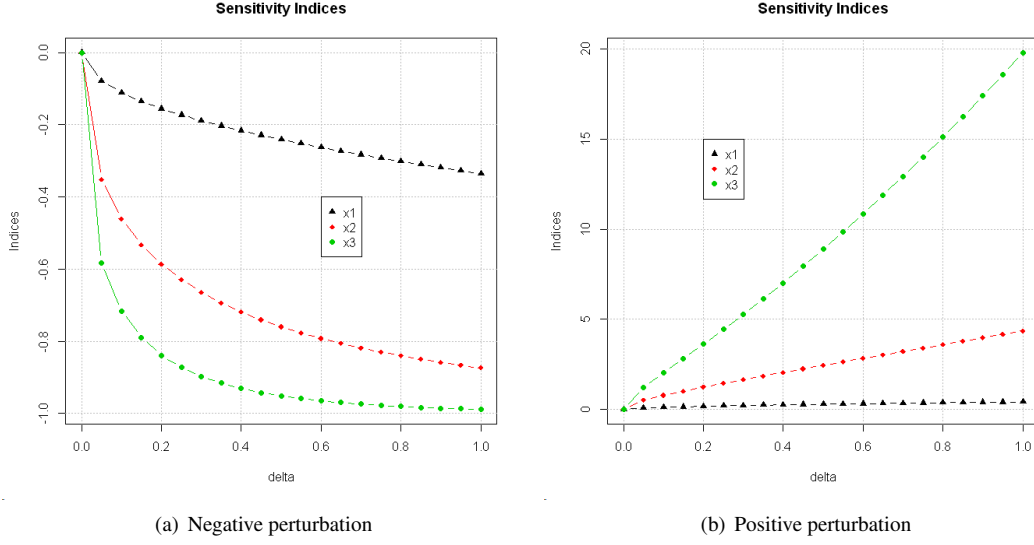 Sensitivity Indices
Indices
0.0
-0.2
-0.4
-0.6
-0.8
-1.0
x1
x2
x3
0.0 0.2 0.4 0.6 0.8 1.0
delta
(a) Negative perturbation
Sensitivity Indices
Indices
20
15
10
5
0
x1
x2
x3
0.0 0.2 0.4 0.6 0.8 1.0
delta
(b) Positive perturbation